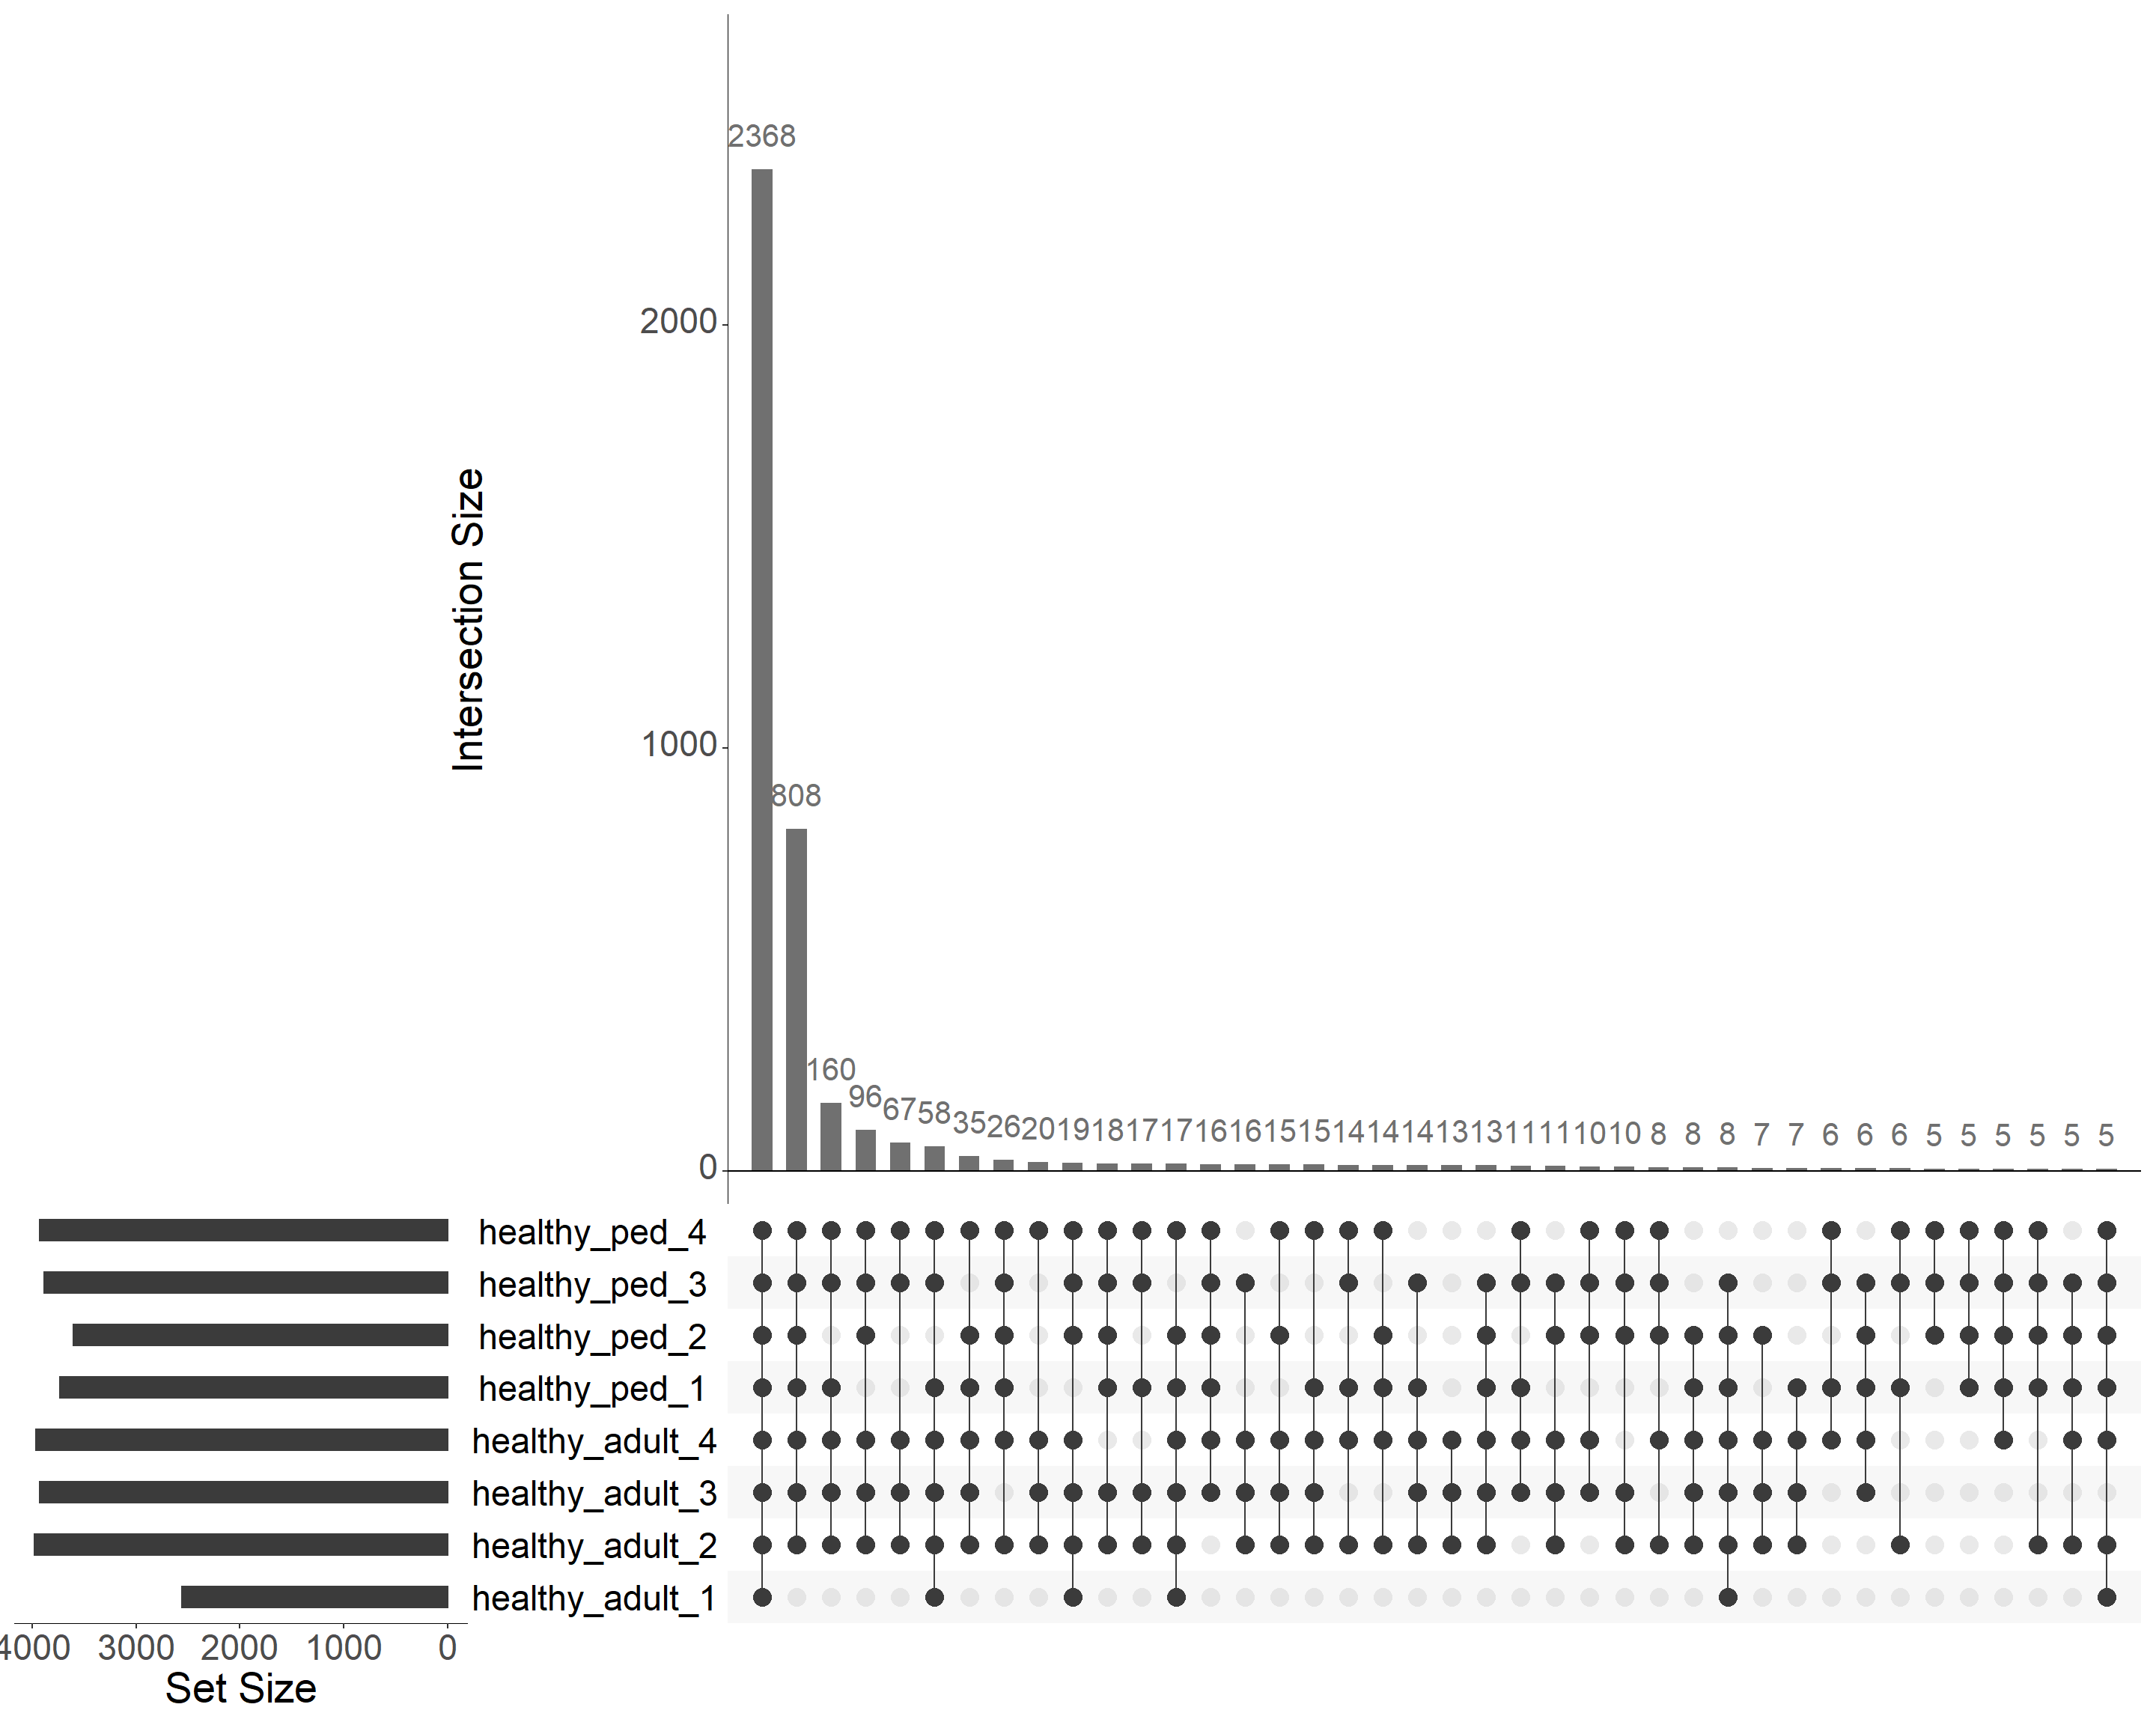 2368
2000
Intersection Size
1000
808
160
96 67 58 35 26 20 19 18 17 17 16 16 15 15 14 14 14 13 13 11 11 10 10 8 8 8 7 7 6 6 6 5 5 5 5 5 5
0
healthy_ped_4
healthy_ped_3
healthy_ped_2
healthy_ped_1
healthy_adult_4
healthy_adult_3
healthy_adult_2
healthy_adult_1
4000 3000 2000 1000 0
Set Size